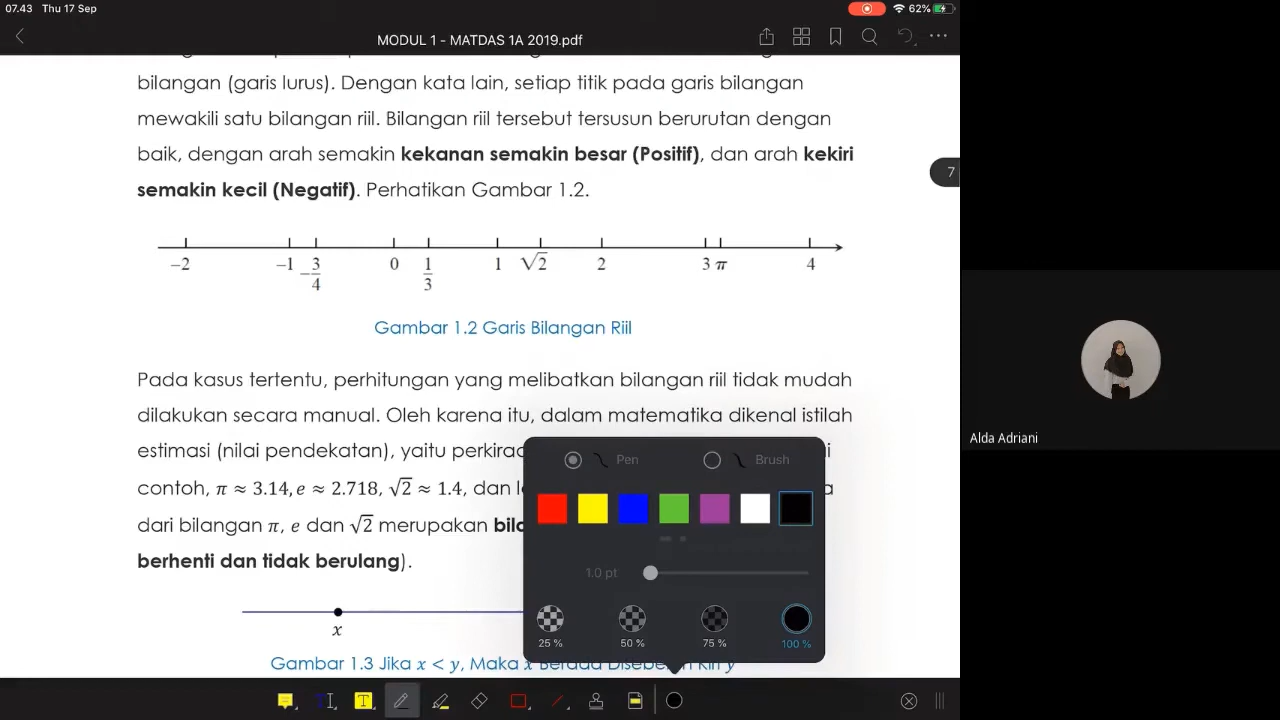 07.43 Thu 17 Sep
62%
MODUL 1 - MATDAS 1A 2019.pdf
bilangan (garis lurus). Dengan kata lain, setiap titik pada garis bilangan
mewakili satu bilangan riil. Bilangan riil tersebut tersusun berurutan dengan
baik, dengan arah semakin kekanan semakin besar (Positif), dan arah kekiri
semakin kecil (Negatif). Perhatikan Gambar 1.2.
7
−2 −1 −3/4 0 1/3 1 √2 2 3 π 4
Gambar 1.2 Garis Bilangan Riil
Pada kasus tertentu, perhitungan yang melibatkan bilangan riil tidak mudah
dilakukan secara manual. Oleh karena itu, dalam matematika dikenal istilah
estimasi (nilai pendekatan), yaitu
contoh, π ≈ 3.14, e ≈ 2.718, √2 ≈ 1.4, dan
dari bilangan π, e dan √2 merupakan
berhenti dan tidak berulang).
x
Gambar 1.3 Jika x < y, Maka x Berada Disebelah Kiri y
Pen Brush
1.0 pt
25 % 50 % 75 % 100 %
Alda Adriani